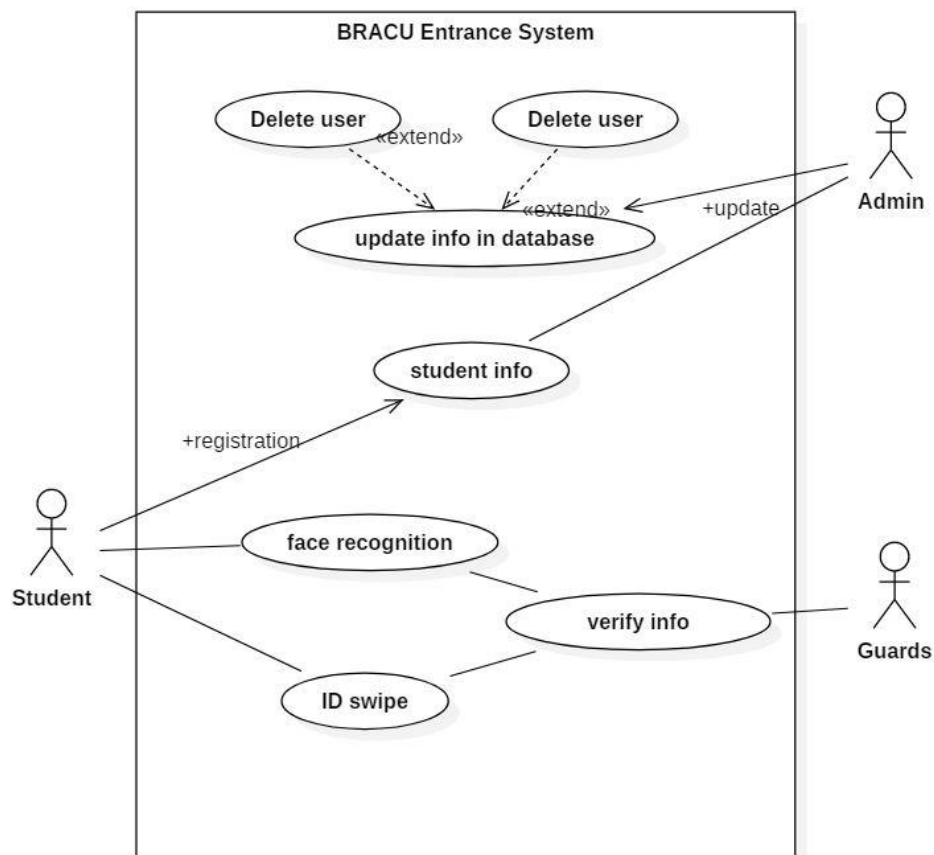 BRACU Entrance System
Delete user
Delete user
«extend»
«extend»
+update
Admin
update info in database
student info
+registration
face recognition
Student
verify info
Guards
ID swipe